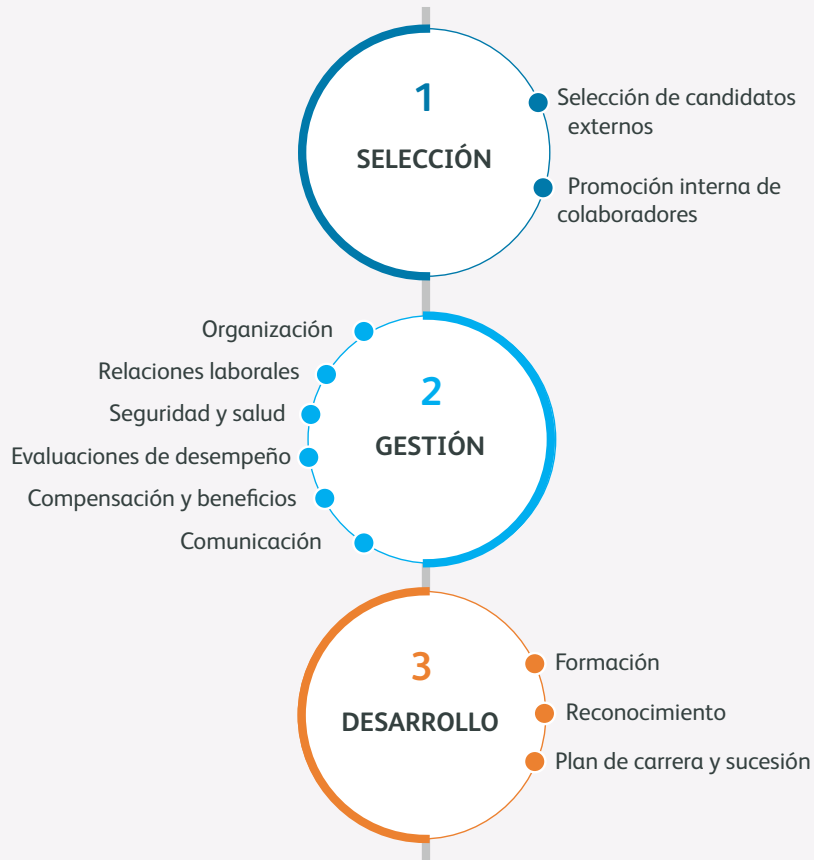 1
SELECCIÓN
Selección de candidatos
externos
Promoción interna de
colaboradores
2
GESTIÓN
Organización
Relaciones laborales
Seguridad y salud
Evaluaciones de desempeño
Compensación y beneficios
Comunicación
3
DESARROLLO
Formación
Reconocimiento
Plan de carrera y sucesión